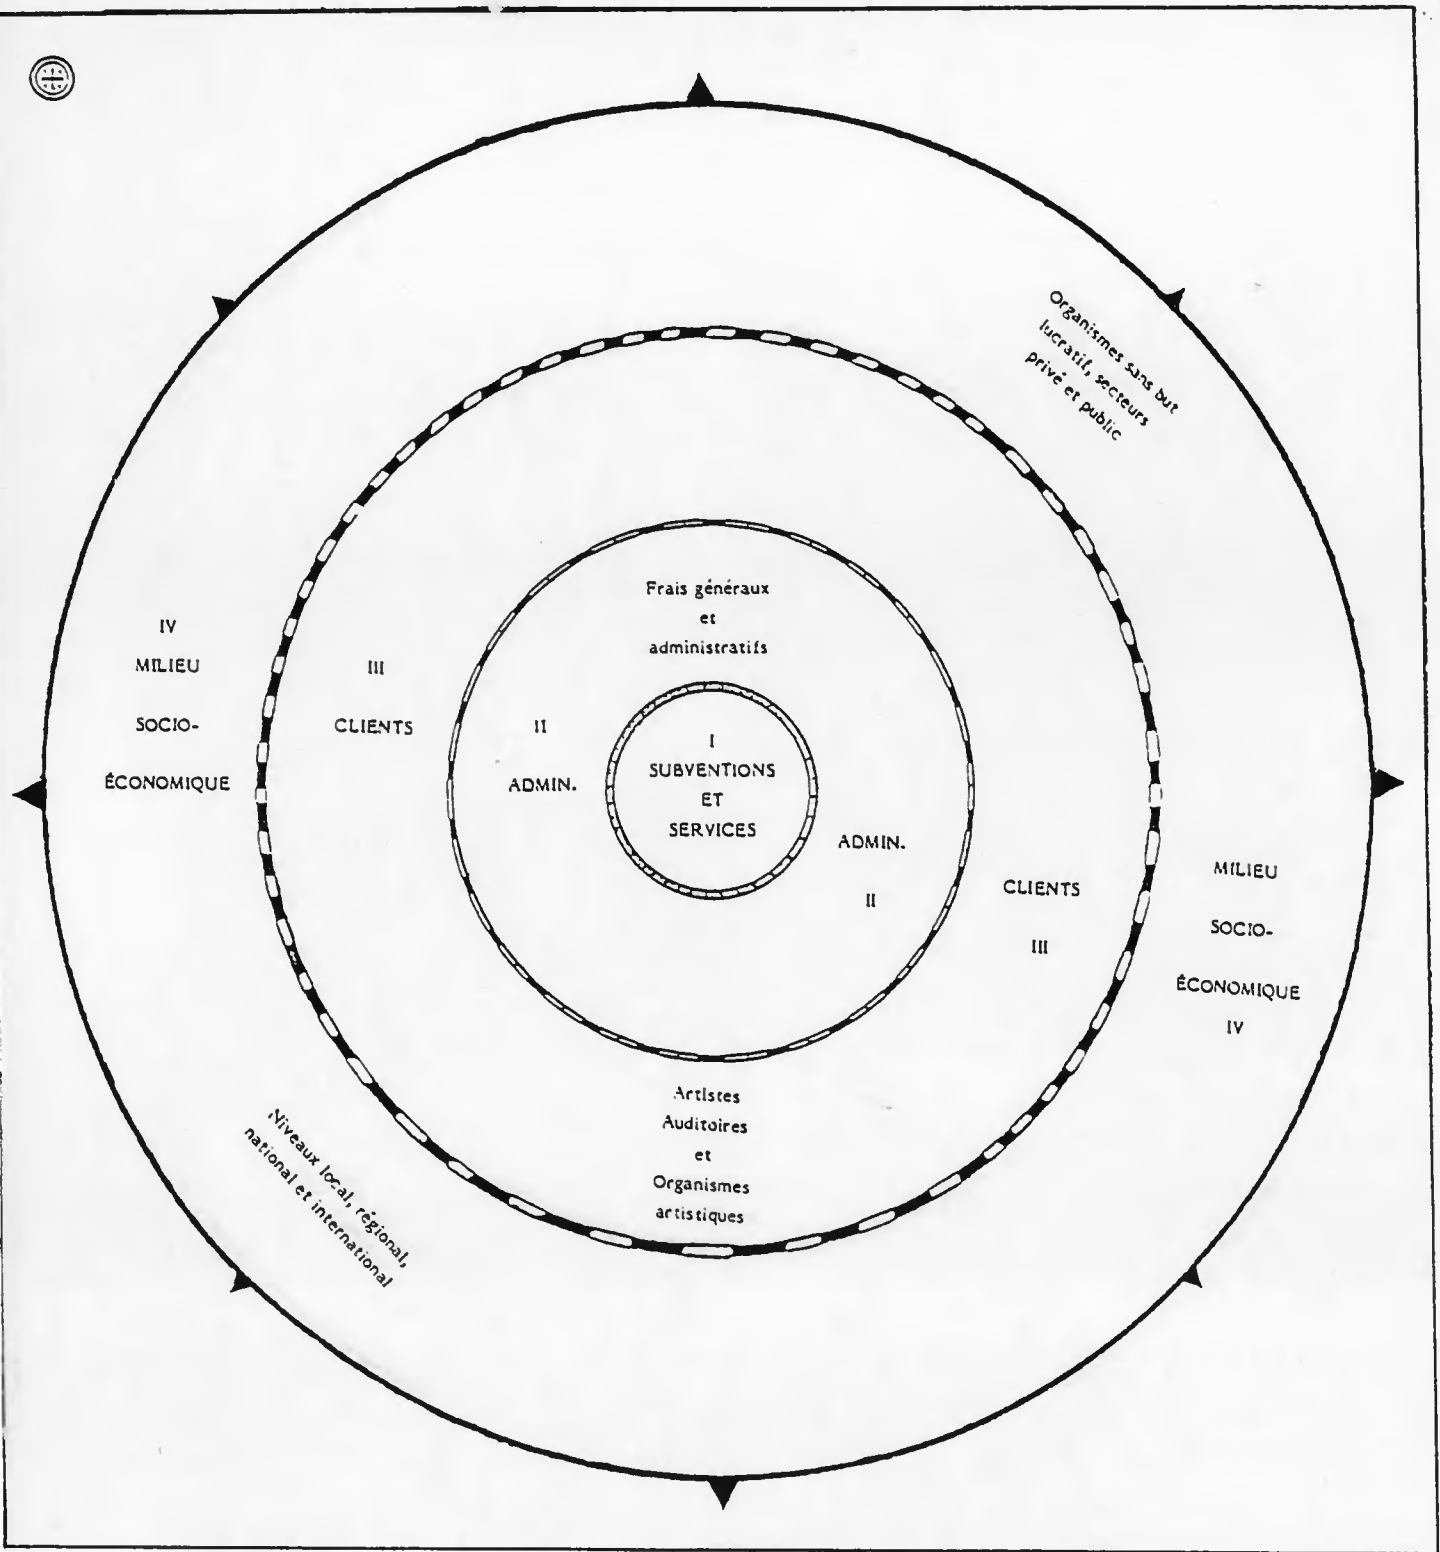 Organismes sans but
lucratif, secteurs
privé et public
Frais généraux
et
administratifs
IV
MILIEU
SOCIO-
ÉCONOMIQUE
III
CLIENTS
II
ADMIN.
I
SUBVENTIONS
ET
SERVICES
ADMIN.
II
CLIENTS
III
MILIEU
SOCIO-
ÉCONOMIQUE
IV
Artistes
Auditoires
et
Organismes
artistiques
Niveaux local, régional,
national et international